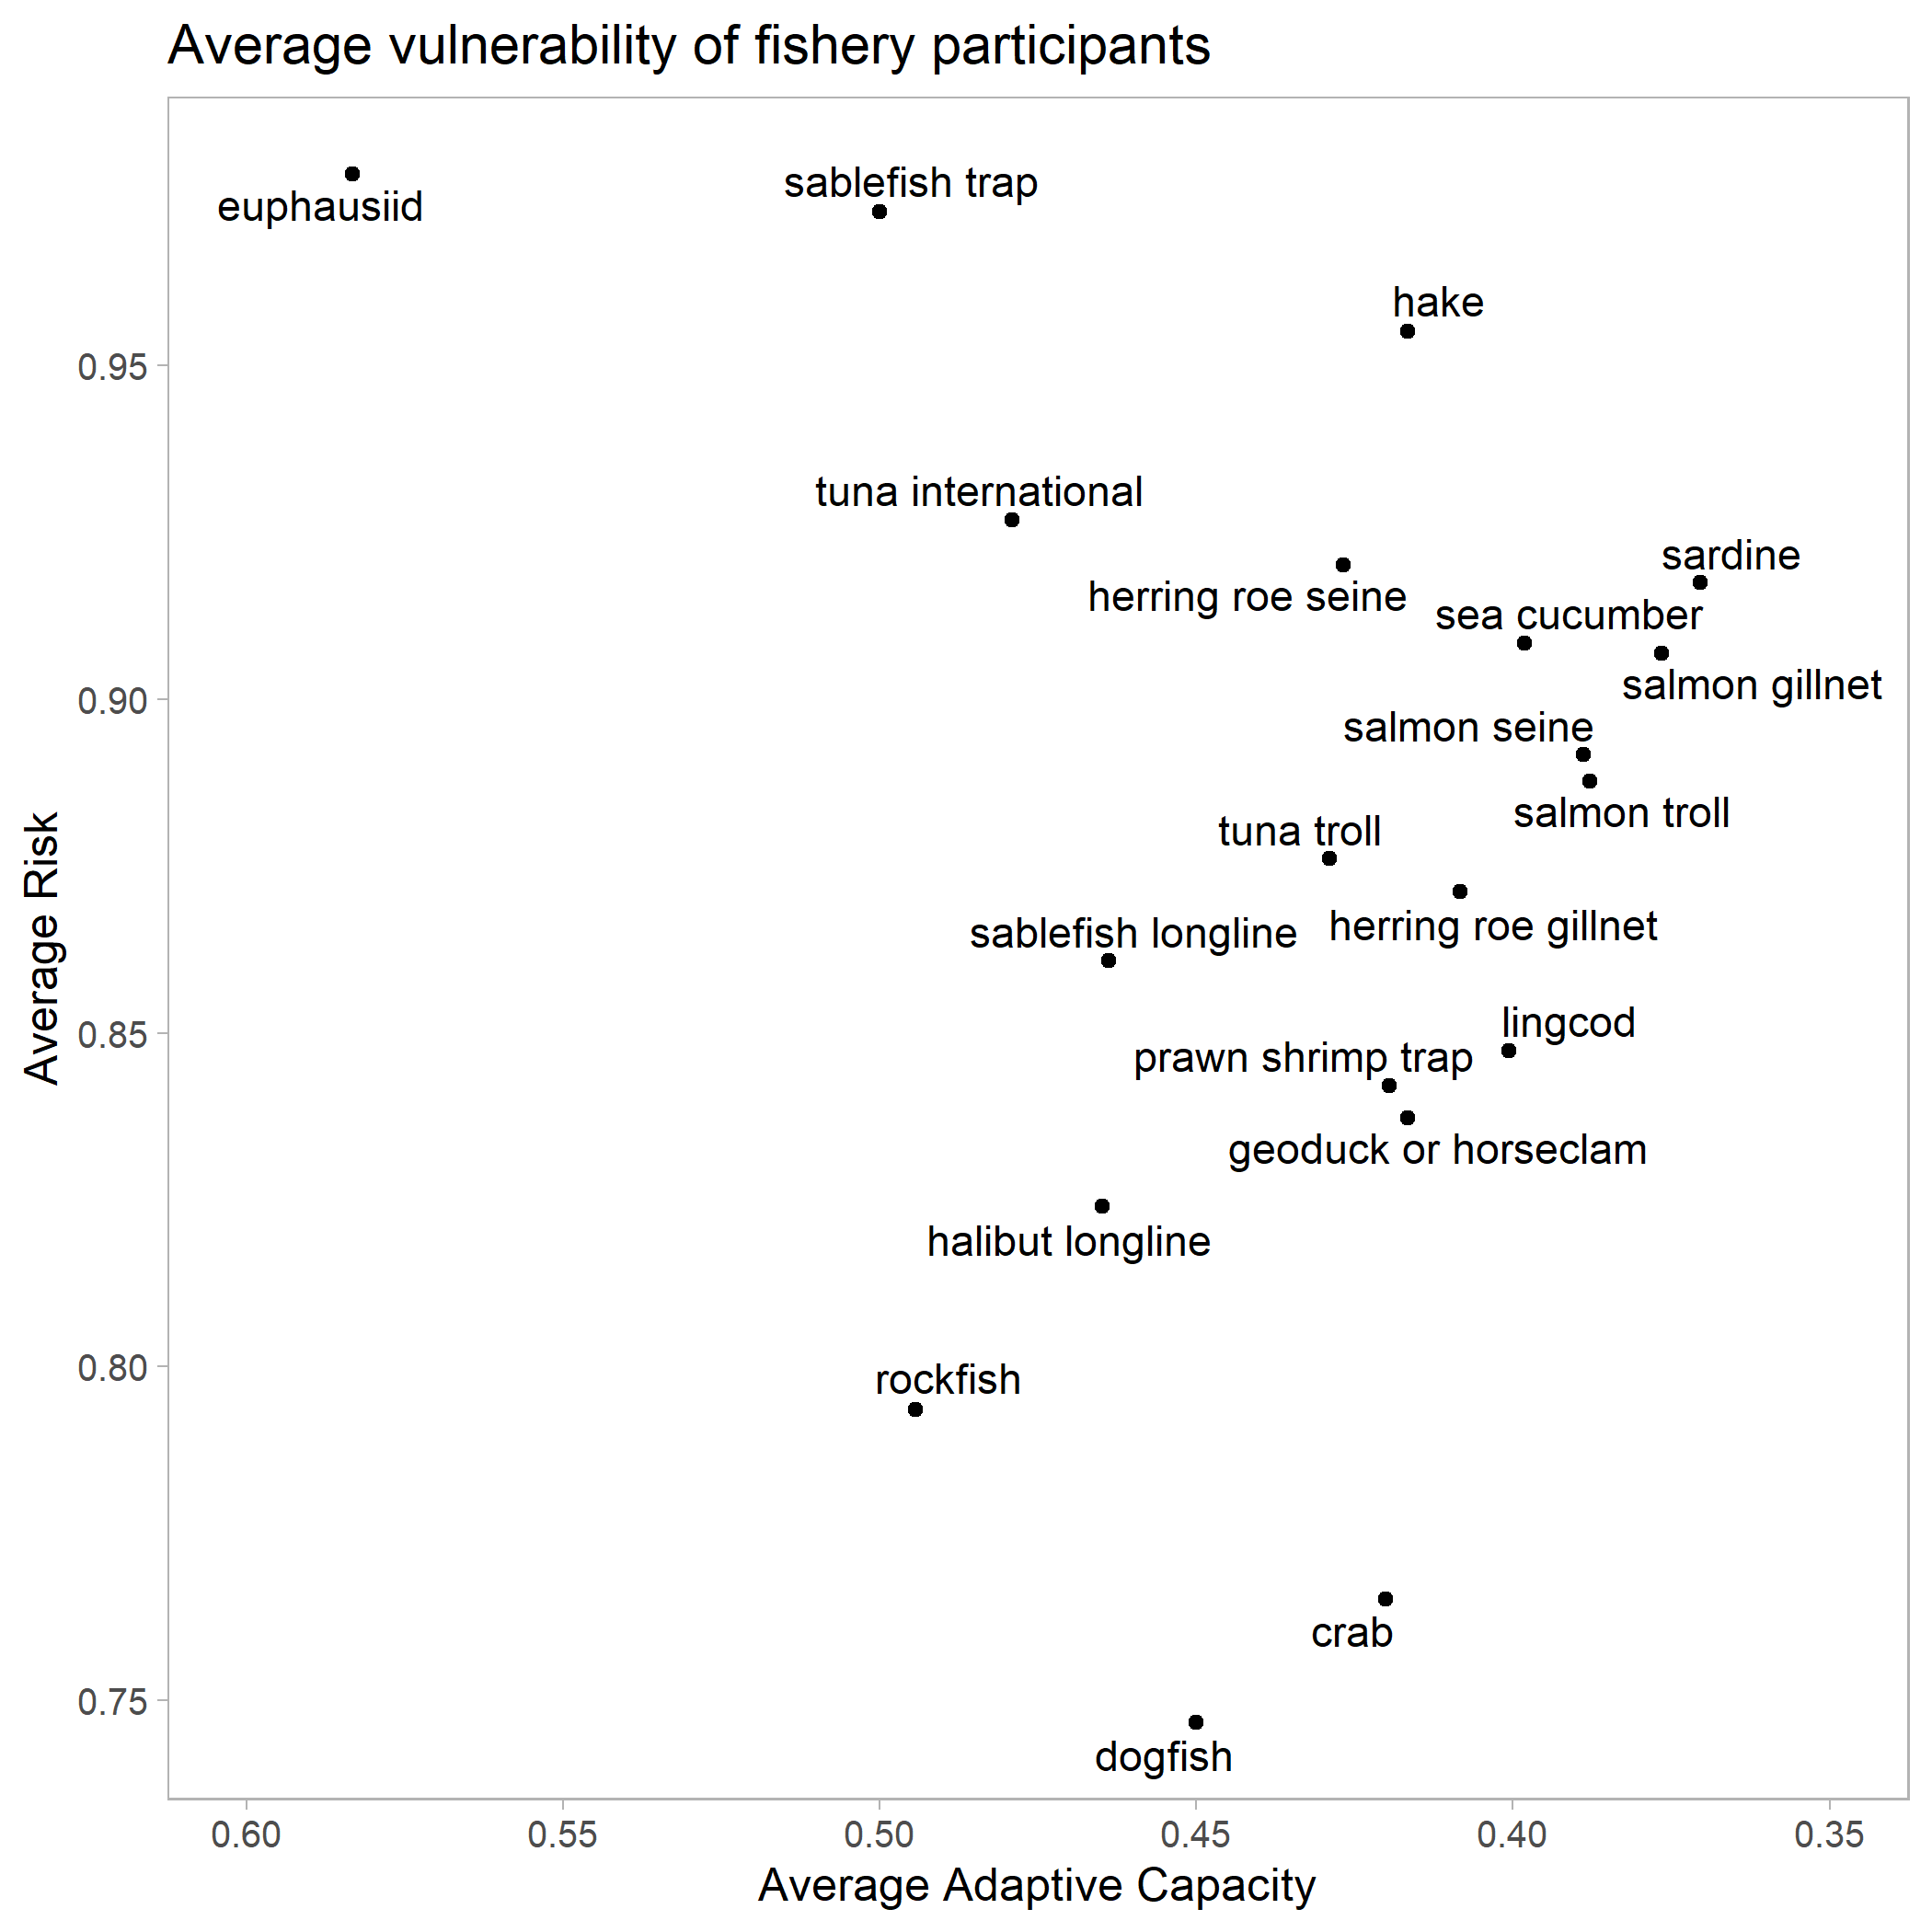 Average vulnerability of fishery participants
euphausiid
sablefish trap
hake
tuna international
herring roe seine
sardine
sea cucumber
salmon gillnet
salmon seine
salmon troll
tuna troll
herring roe gillnet
sablefish longline
lingcod
prawn shrimp trap
geoduck or horseclam
halibut longline
rockfish
crab
dogfish
Average Risk
0.95
0.90
0.85
0.80
0.75
0.60 0.55 0.50 0.45 0.40 0.35
Average Adaptive Capacity